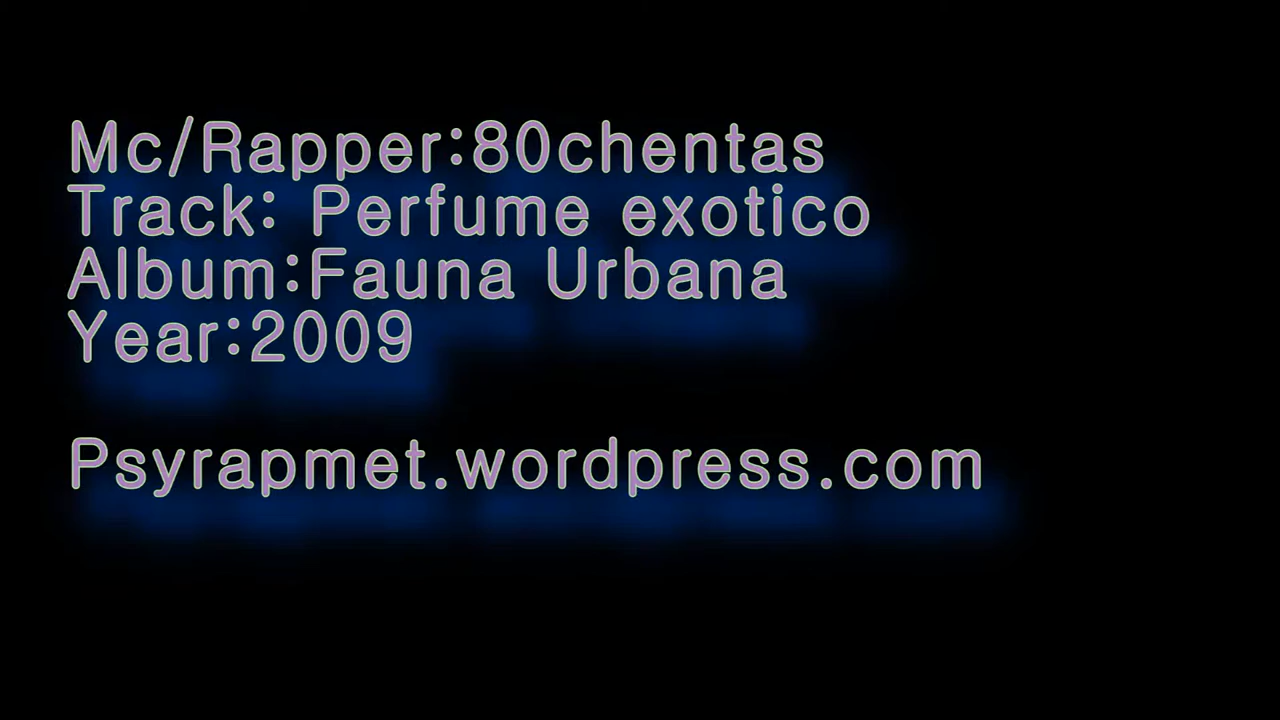 Mc/Rapper:80chentas
Track: Perfume exotico
Album:Fauna Urbana
Year:2009
Psyrapmet.wordpress.com